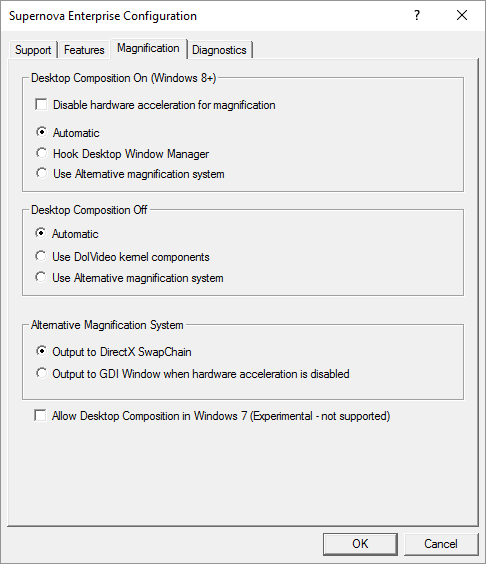 Supernova Enterprise Configuration
?
Support Features Magnification Diagnostics
Desktop Composition On (Windows 8+)
Disable hardware acceleration for magnification
Automatic
Hook Desktop Window Manager
Use Alternative magnification system
Desktop Composition Off
Automatic
Use DolVideo kernel components
Use Alternative magnification system
Alternative Magnification System
Output to DirectX SwapChain
Output to GDI Window when hardware acceleration is disabled
Allow Desktop Composition in Windows 7 (Experimental - not supported)
OK Cancel